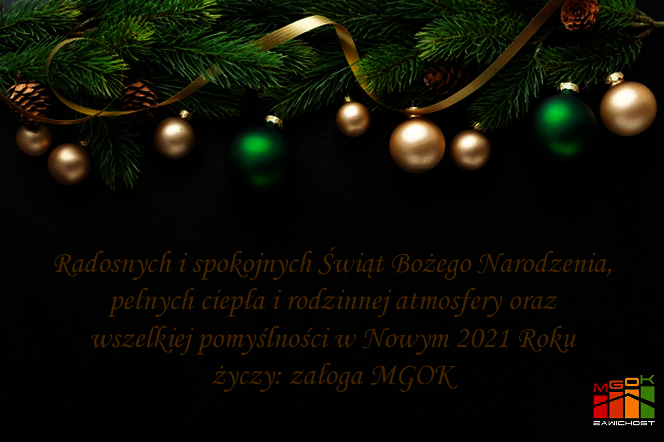 Radosnych i spokojnych Świąt Bożego Narodzenia,
pełnych ciepła i rodzinnej atmosfery oraz
wszelkiej pomyślności w Nowym 2021 Roku
życzy: załoga MGOK
MGOK
ZAWICHOST